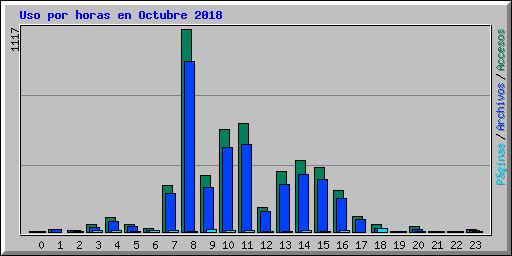 Uso por horas en Octubre 2018
1117
Páginas / Archivos / Accesos
0 1 2 3 4 5 6 7 8 9 10 11 12 13 14 15 16 17 18 19 20 21 22 23